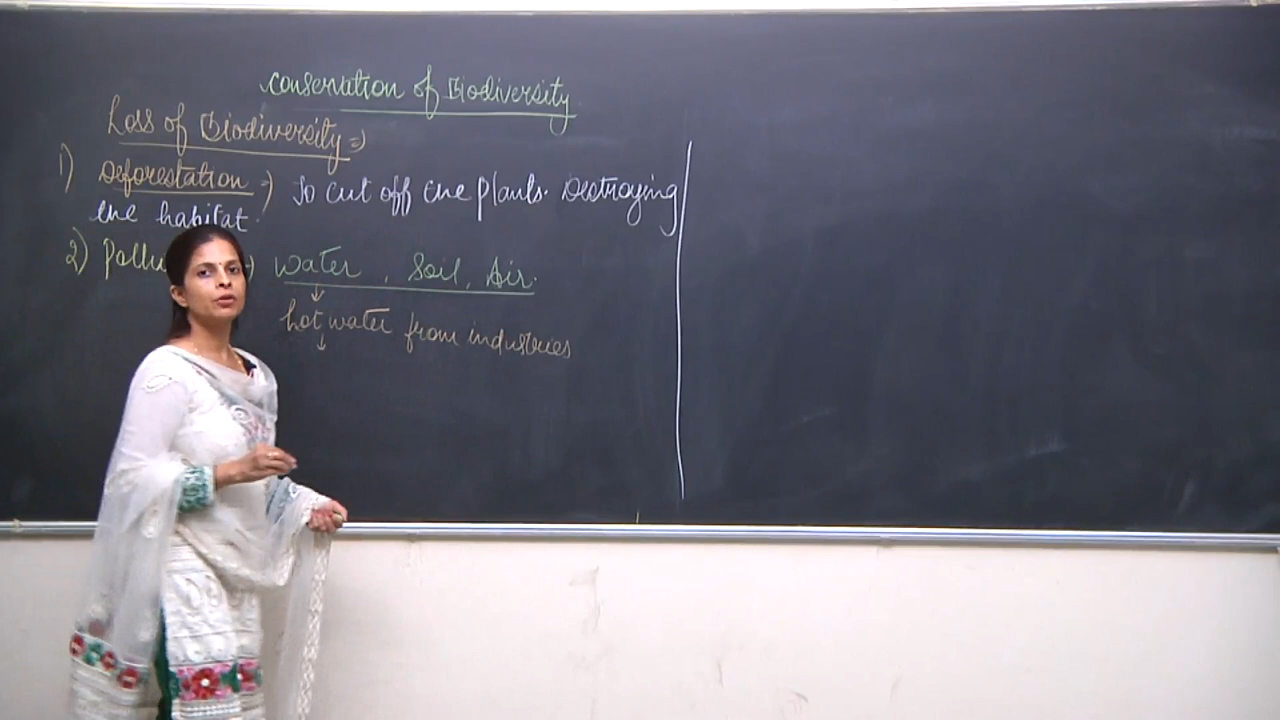 Conservation of Biodiversity
Loss of Biodiversity ⇒
1) Deforestation ⇒ To cut off the plants. Destroying
the habitat.
2) Pollu ) water, Soil, Air.
↓
hot water from industries
↓